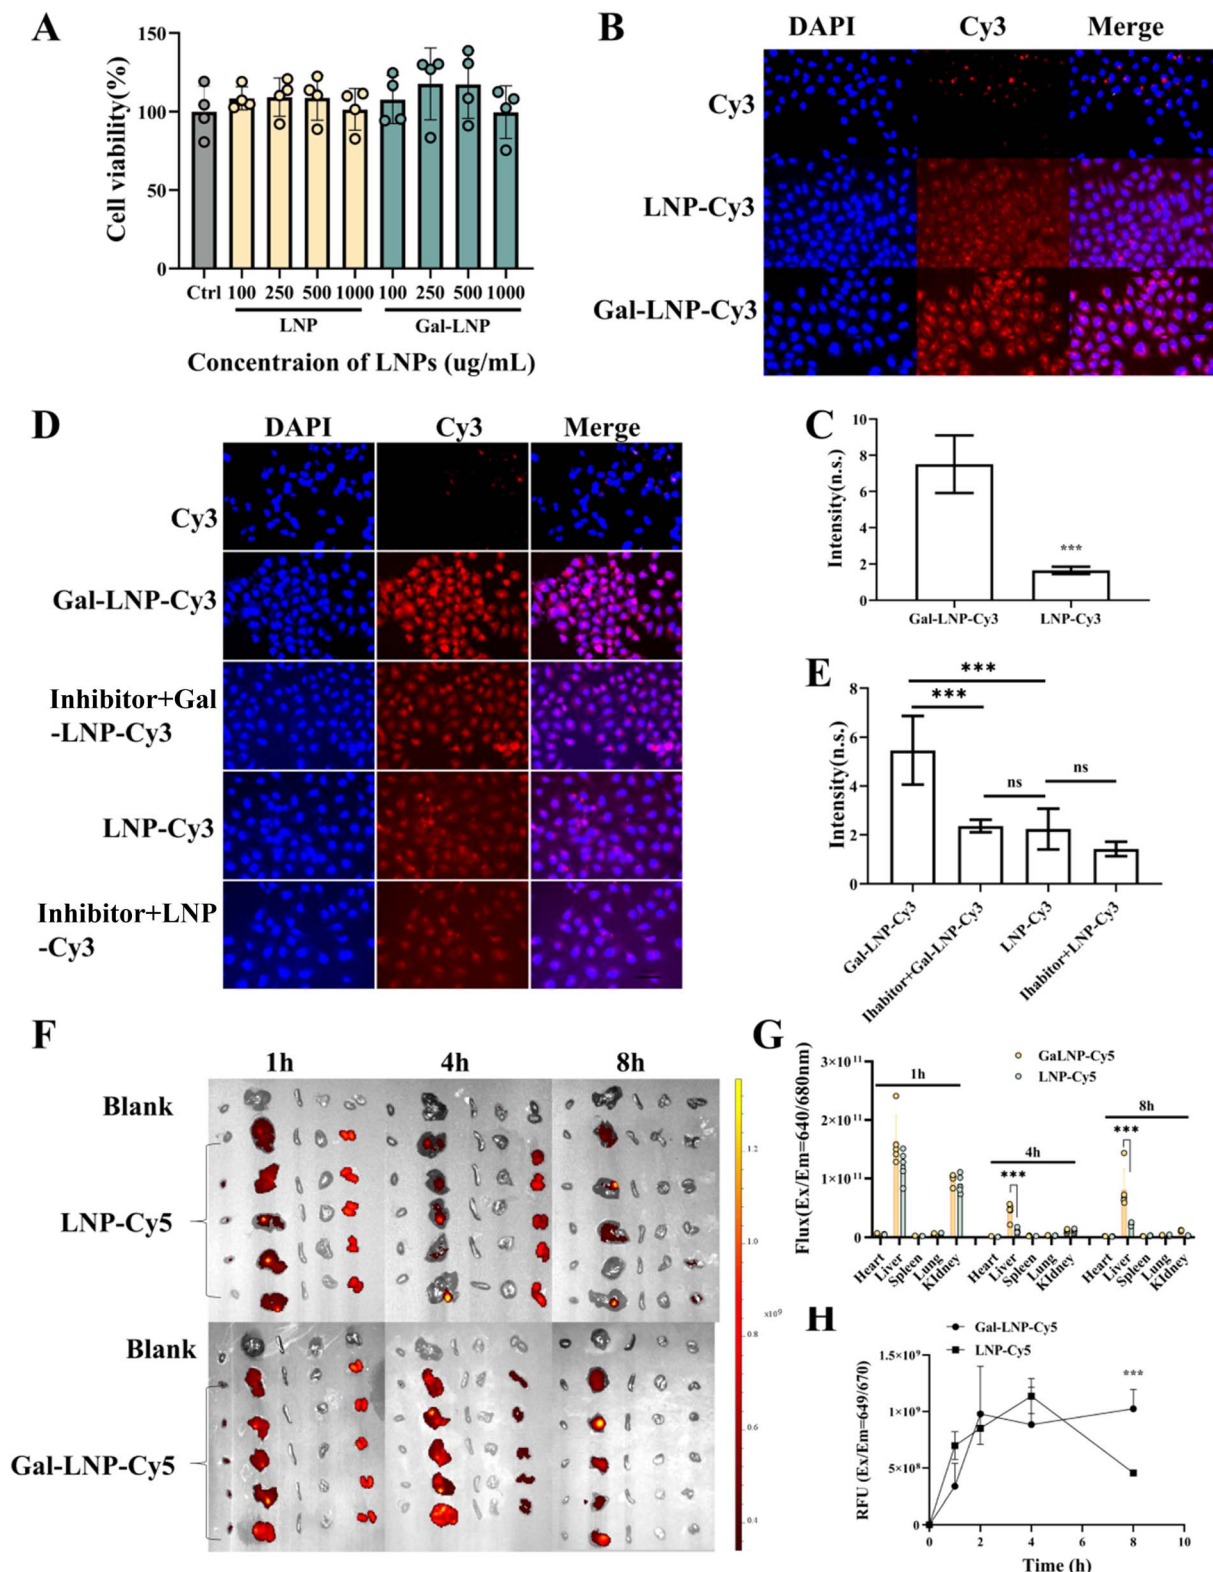 A
150
100
50
0
Cell viability(%)
Ctrl 100 250 500 1000 100 250 500 1000
LNP Gal-LNP
Concentraion of LNPs (ug/mL)
B
DAPI Cy3 Merge
Cy3
LNP-Cy3
Gal-LNP-Cy3
D
DAPI Cy3 Merge
Cy3
Gal-LNP-Cy3
Inhibitor+Gal
-LNP-Cy3
LNP-Cy3
Inhibitor+LNP
-Cy3
C
10
8
6
4
2
0
Intensity(n.s.)
***
Gal-LNP-Cy3 LNP-Cy3
E
8
6
4
2
0
Intensity(n.s.)
***
***
ns
ns
Gal-LNP-Cy3
Ihabitor+Gal-LNP-Cy3
LNP-Cy3
Ihabitor+LNP-Cy3
F
1h 4h 8h
Blank
LNP-Cy5
Blank
Gal-LNP-Cy5
1.2
1.0
x10⁹
0.8
0.6
0.4
G
3×10¹¹
2×10¹¹
1×10¹¹
0
Flux(Ex/Em=640/680nm)
GaLNP-Cy5
LNP-Cy5
1h
4h
8h
***
***
Heart Liver Spleen Lung KIdney
Heart Liver Spleen Lung KIdney
Heart Liver Spleen Lung KIdney
H
Gal-LNP-Cy5
LNP-Cy5
1.5×10⁹
1×10⁹
5×10⁸
0
RFU (Ex/Em=649/670)
***
0 2 4 6 8 10
Time (h)